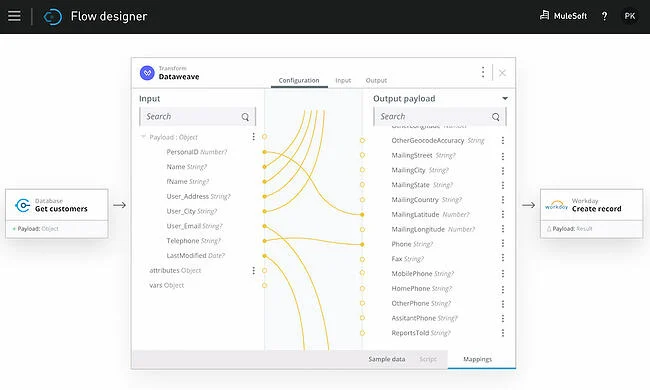 Flow designer
MuleSoft ? PK
Transform
Dataweave
Configuration Input Output
Input
Search
Payload : Object
PersonalD Number?
Name String?
fName String?
User_Address String?
User_City String?
User_Email String?
Telephone String?
LastModified Date?
attributes Object
vars Object
Output payload
Search
OtherLongitude Number
OtherGeocodeAccuracy String
MailingStreet String?
MailingCity String?
MailingState String?
MailingCountry String?
MailingLatitude Number?
MailingLongitude Number?
Phone String?
Fax String?
MobilePhone String?
HomePhone String?
OtherPhone String?
AssitantPhone String?
ReportsToId String?
Sample data Script Mappings
Database
Get customers
+ Payload: Object
workday
Workday
Create record
Payload: Result